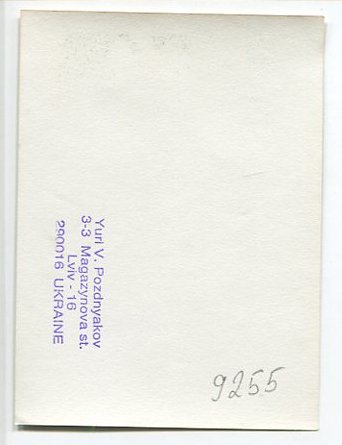 Yuri V. Pozdnyakov
3-3 Magazynova st.
Lviv - 16
290016 UKRAINE
9255